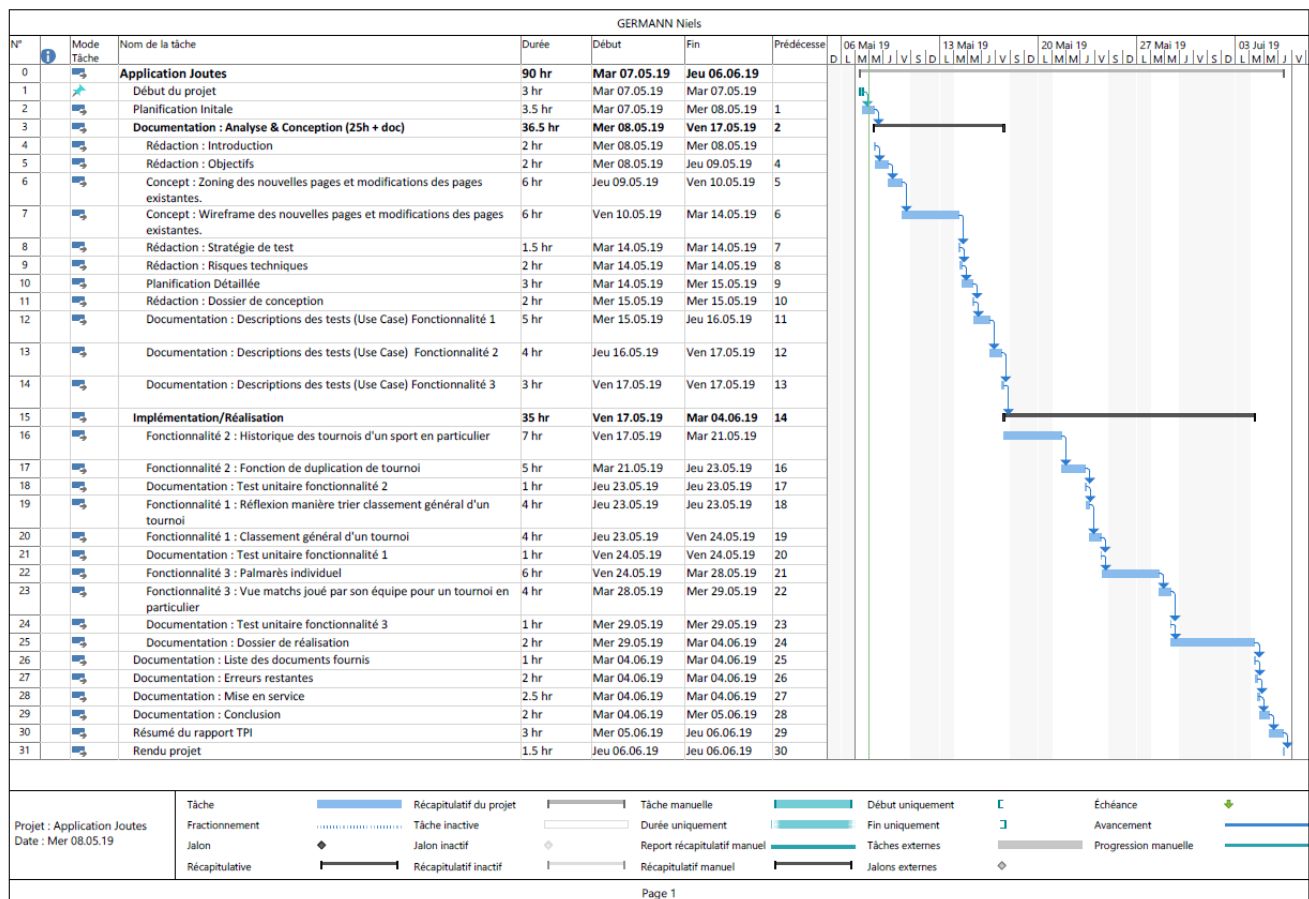 GERMANN Niels
N° Mode Tâche Nom de la tâche Durée Début Fin Prédécesse 06 Mai 19 13 Mai 19 20 Mai 19 27 Mai 19 03 Jui 19
D L M M J V S D L M M J V S D L M M J V S D L M M J V S D L M M J V
0 Application Joutes 90 hr Mar 07.05.19 Jeu 06.06.19
1 Début du projet 3 hr Mar 07.05.19 Mar 07.05.19
2 Planification Initale 3.5 hr Mar 07.05.19 Mer 08.05.19 1
3 Documentation : Analyse & Conception (25h + doc) 36.5 hr Mer 08.05.19 Ven 17.05.19 2
4 Rédaction : Introduction 2 hr Mer 08.05.19 Mer 08.05.19
5 Rédaction : Objectifs 2 hr Mer 08.05.19 Jeu 09.05.19 4
6 Concept : Zoning des nouvelles pages et modifications des pages 6 hr Jeu 09.05.19 Ven 10.05.19 5
existantes.
7 Concept : Wireframe des nouvelles pages et modifications des pages 6 hr Ven 10.05.19 Mar 14.05.19 6
existantes.
8 Rédaction : Stratégie de test 1.5 hr Mar 14.05.19 Mar 14.05.19 7
9 Rédaction : Risques techniques 2 hr Mar 14.05.19 Mar 14.05.19 8
10 Planification Détaillée 3 hr Mar 14.05.19 Mer 15.05.19 9
11 Rédaction : Dossier de conception 2 hr Mer 15.05.19 Mer 15.05.19 10
12 Documentation : Descriptions des tests (Use Case) Fonctionnalité 1 5 hr Mer 15.05.19 Jeu 16.05.19 11
13 Documentation : Descriptions des tests (Use Case) Fonctionnalité 2 4 hr Jeu 16.05.19 Ven 17.05.19 12
14 Documentation : Descriptions des tests (Use Case) Fonctionnalité 3 3 hr Ven 17.05.19 Ven 17.05.19 13
15 Implémentation/Réalisation 35 hr Ven 17.05.19 Mar 04.06.19 14
16 Fonctionnalité 2 : Historique des tournois d'un sport en particulier 7 hr Ven 17.05.19 Mar 21.05.19
17 Fonctionnalité 2 : Fonction de duplication de tournoi 5 hr Mar 21.05.19 Jeu 23.05.19 16
18 Documentation : Test unitaire fonctionnalité 2 1 hr Jeu 23.05.19 Jeu 23.05.19 17
19 Fonctionnalité 1 : Réflexion manière trier classement général d'un 4 hr Jeu 23.05.19 Jeu 23.05.19 18
tournoi
20 Fonctionnalité 1 : Classement général d'un tournoi 4 hr Jeu 23.05.19 Ven 24.05.19 19
21 Documentation : Test unitaire fonctionnalité 1 1 hr Ven 24.05.19 Ven 24.05.19 20
22 Fonctionnalité 3 : Palmarès individuel 6 hr Ven 24.05.19 Mar 28.05.19 21
23 Fonctionnalité 3 : Vue matchs joué par son équipe pour un tournoi en 4 hr Mar 28.05.19 Mer 29.05.19 22
particulier
24 Documentation : Test unitaire fonctionnalité 3 1 hr Mer 29.05.19 Mer 29.05.19 23
25 Documentation : Dossier de réalisation 2 hr Mer 29.05.19 Mar 04.06.19 24
26 Documentation : Liste des documents fournis 1 hr Mar 04.06.19 Mar 04.06.19 25
27 Documentation : Erreurs restantes 2 hr Mar 04.06.19 Mar 04.06.19 26
28 Documentation : Mise en service 2.5 hr Mar 04.06.19 Mar 04.06.19 27
29 Documentation : Conclusion 2 hr Mar 04.06.19 Mer 05.06.19 28
30 Résumé du rapport TPI 3 hr Mer 05.06.19 Jeu 06.06.19 29
31 Rendu projet 1.5 hr Jeu 06.06.19 Jeu 06.06.19 30
Projet : Application Joutes
Date : Mer 08.05.19
Tâche Récapitulatif du projet Tâche manuelle Début uniquement Échéance
Fractionnement Tâche inactive Durée uniquement Fin uniquement Avancement
Jalon Jalon inactif Report récapitulatif manuel Tâches externes Progression manuelle
Récapitulative Récapitulatif inactif Récapitulatif manuel Jalons externes
Page 1